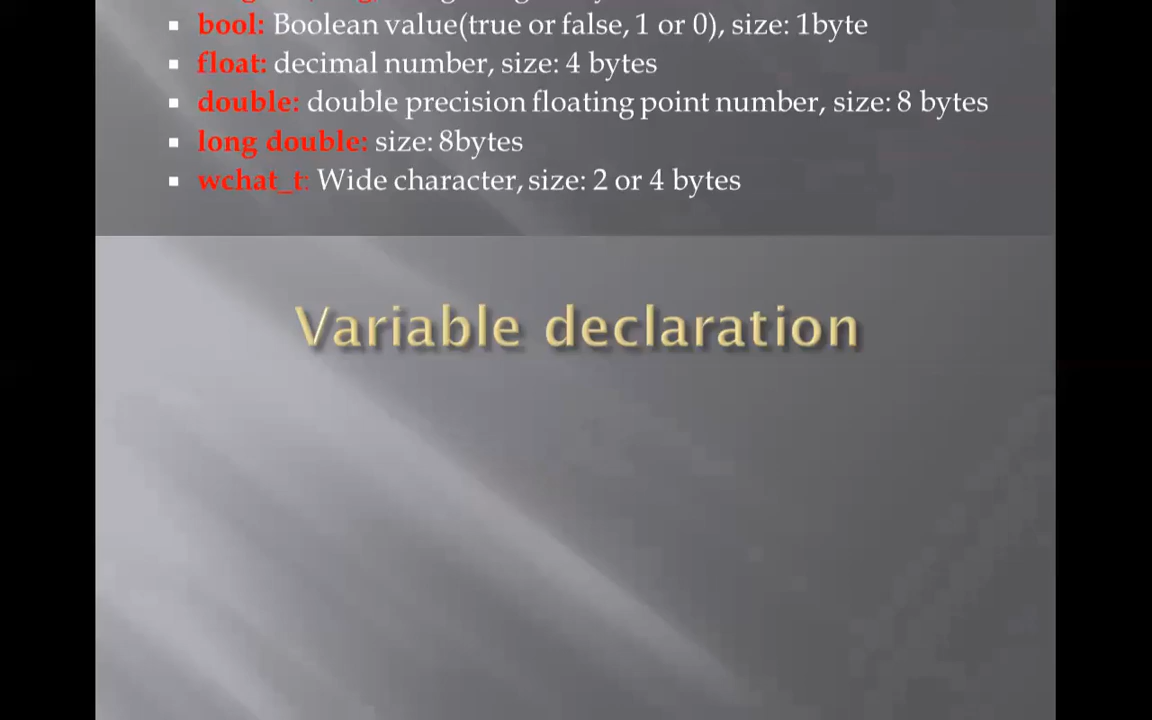 bool: Boolean value(true or false, 1 or 0), size: 1byte
float: decimal number, size: 4 bytes
double: double precision floating point number, size: 8 bytes
long double: size: 8bytes
wchat_t: Wide character, size: 2 or 4 bytes
Variable declaration